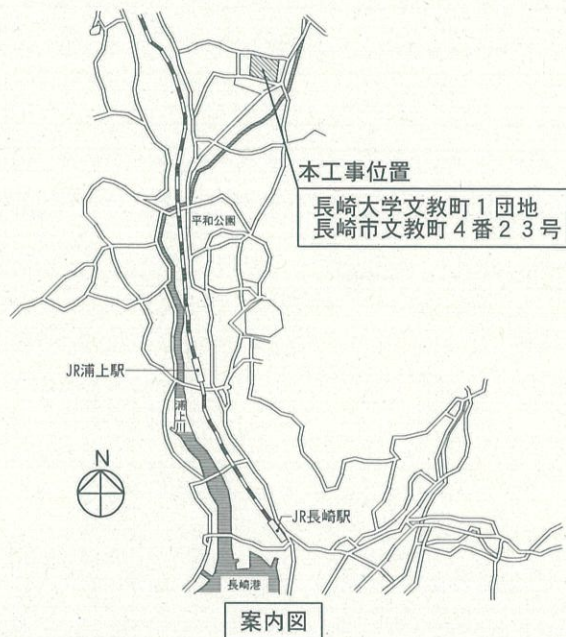 本工事位置
長崎大学文教町１団地
長崎市文教町４番２３号
平和公園
JR浦上駅
浦上川
N
JR長崎駅
長崎港
案内図